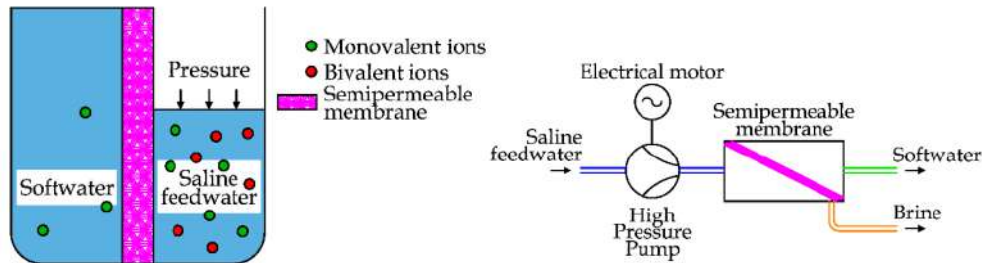 Pressure
Softwater
Saline
feedwater
Monovalent ions
Bivalent ions
Semipermeable
membrane
Electrical motor
Saline
feedwater
High
Pressure
Pump
Semipermeable
membrane
Softwater
Brine